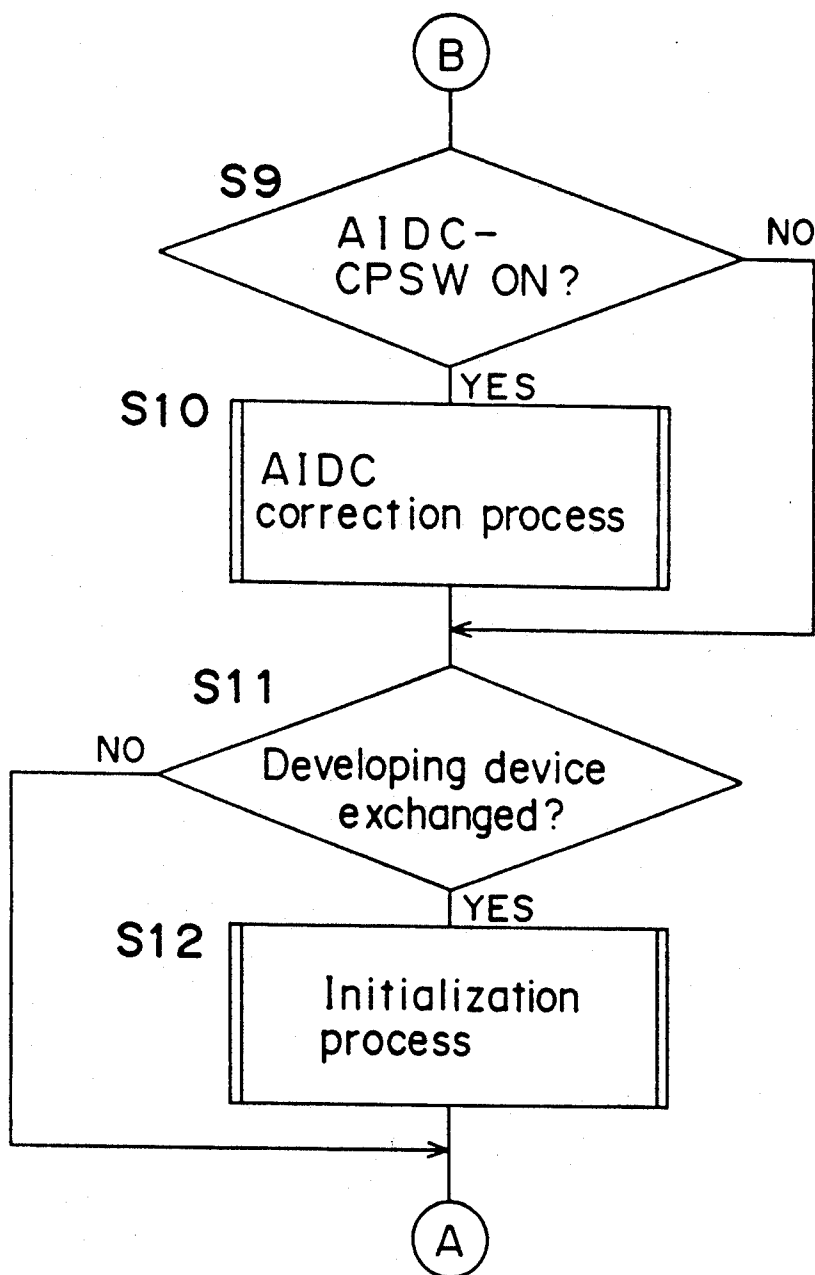 B
S9
AIDC-
CPSW ON?
NO
YES
S10
AIDC
correction process
S11
NO
Developing device
exchanged?
YES
S12
Initialization
process
A